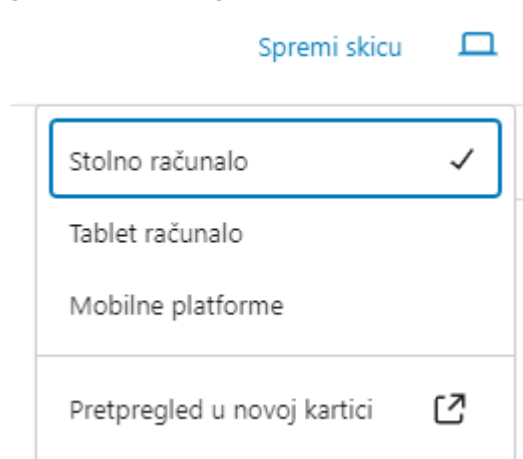 Spremi skicu
Stolno računalo
Tablet računalo
Mobilne platforme
Pretpregled u novoj kartici